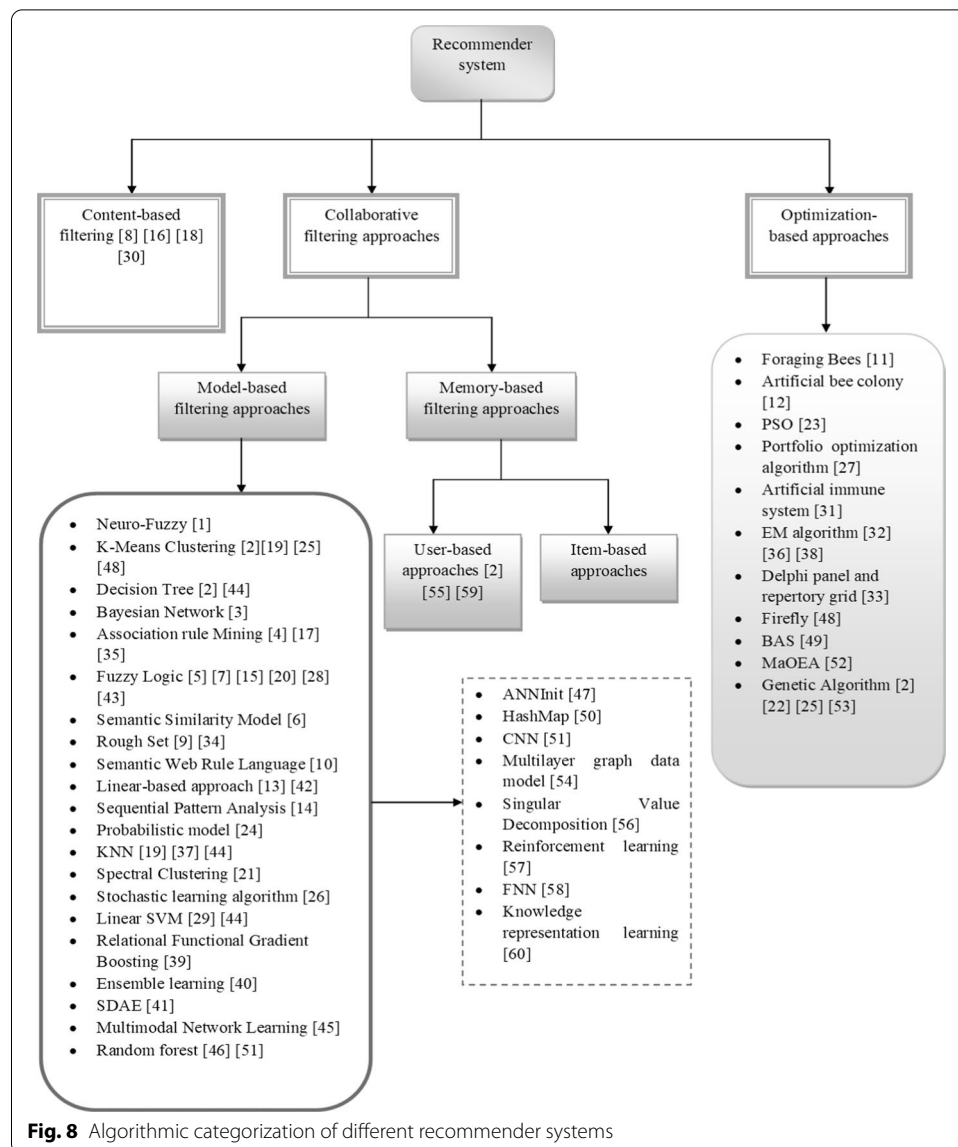 Recommender
system
Content-based
filtering [8] [16] [18]
[30]
Collaborative
filtering approaches
Optimization-
based approaches
Model-based
filtering approaches
Memory-based
filtering approaches
User-based
approaches [2]
[55] [59]
Item-based
approaches
• Neuro-Fuzzy [1]
• K-Means Clustering [2][19] [25]
[48]
• Decision Tree [2] [44]
• Bayesian Network [3]
• Association rule Mining [4] [17]
[35]
• Fuzzy Logic [5] [7] [15] [20] [28]
[43]
• Semantic Similarity Model [6]
• Rough Set [9] [34]
• Semantic Web Rule Language [10]
• Linear-based approach [13] [42]
• Sequential Pattern Analysis [14]
• Probabilistic model [24]
• KNN [19] [37] [44]
• Spectral Clustering [21]
• Stochastic learning algorithm [26]
• Linear SVM [29] [44]
• Relational Functional Gradient
Boosting [39]
• Ensemble learning [40]
• SDAE [41]
• Multimodal Network Learning [45]
• Random forest [46] [51]
• ANNInit [47]
• HashMap [50]
• CNN [51]
• Multilayer graph data
model [54]
• Singular Value
Decomposition [56]
• Reinforcement learning
[57]
• FNN [58]
• Knowledge
representation learning
[60]
• Foraging Bees [11]
• Artificial bee colony
[12]
• PSO [23]
• Portfolio optimization
algorithm [27]
• Artificial immune
system [31]
• EM algorithm [32]
[36] [38]
• Delphi panel and
repertory grid [33]
• Firefly [48]
• BAS [49]
• MaOEA [52]
• Genetic Algorithm [2]
[22] [25] [53]
Fig. 8 Algorithmic categorization of different recommender systems